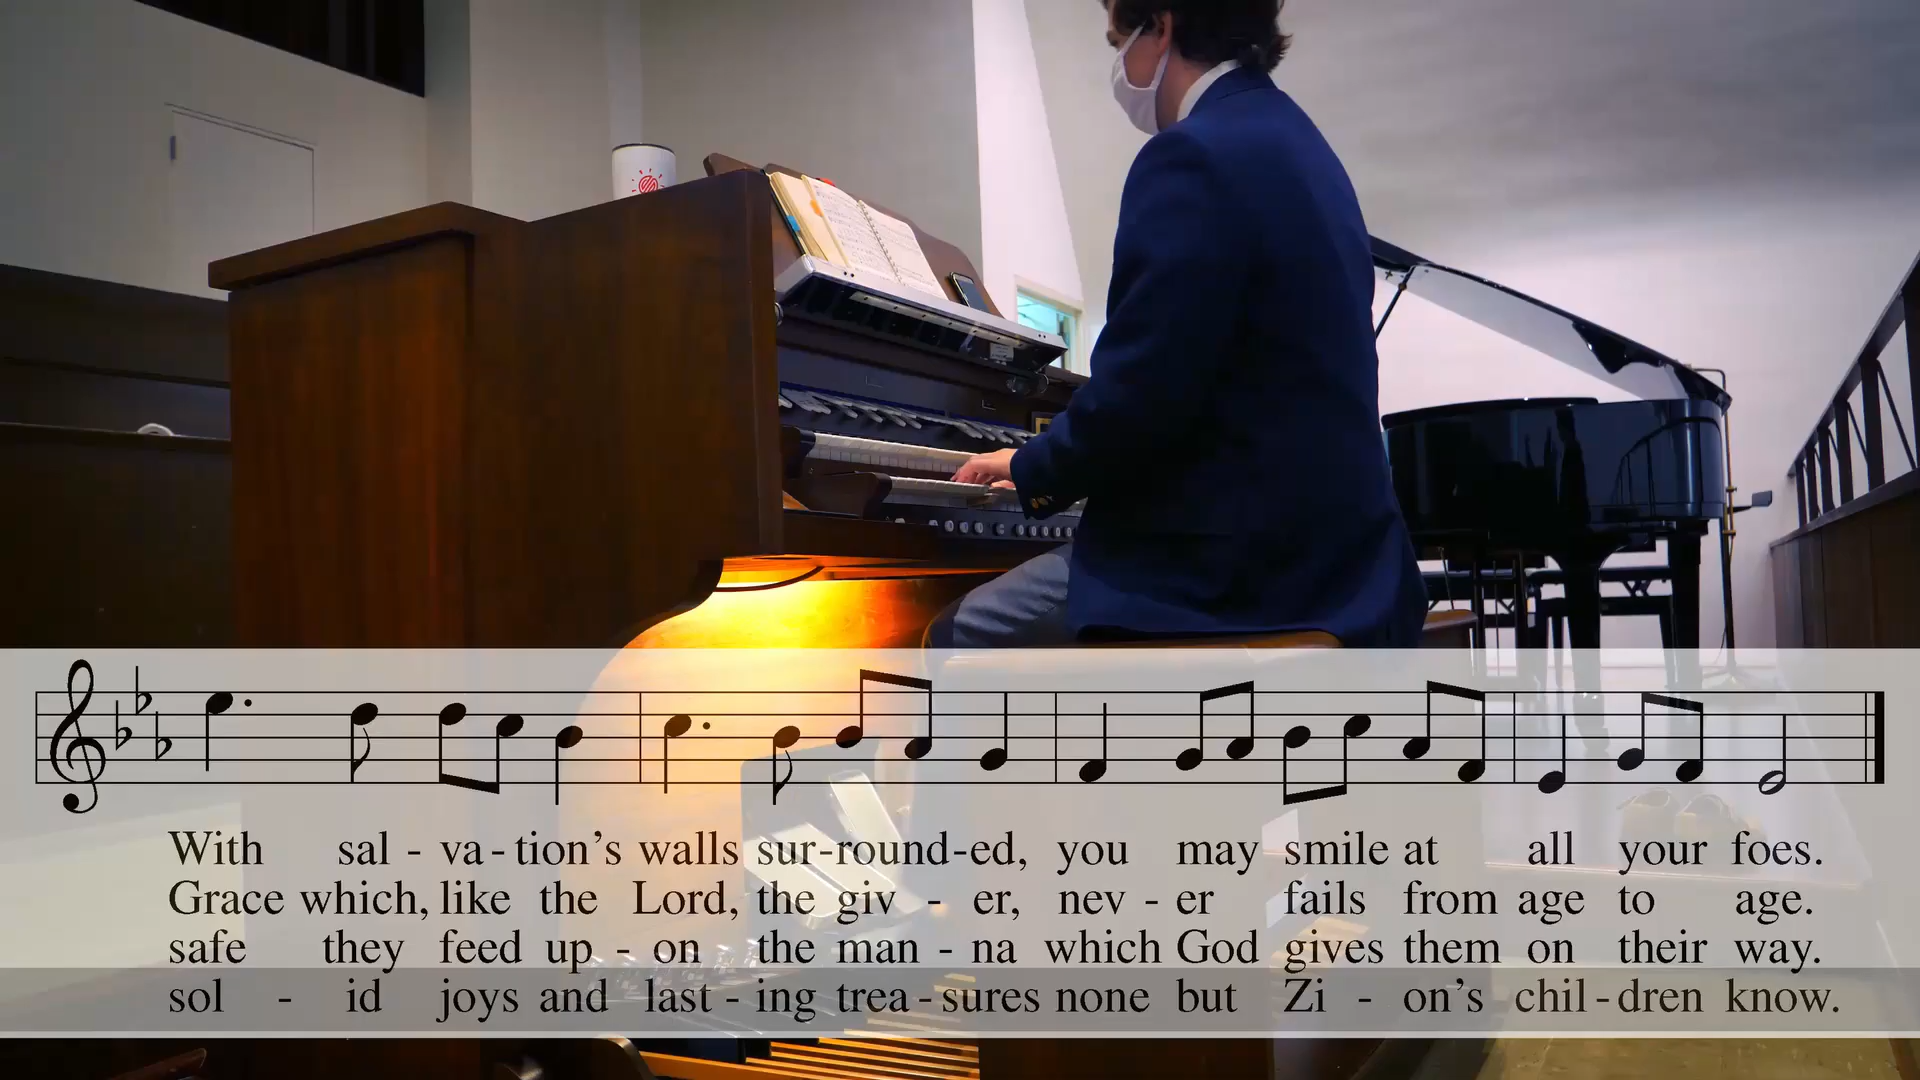 With sal - va - tion's walls sur - round - ed, you may smile at all your foes.
Grace which, like the Lord, the giv - er, nev - er fails from age to age.
safe they feed up - on the man - na which God gives them on their way.
sol - id joys and last - ing trea - sures none but Zi - on's chil - dren know.